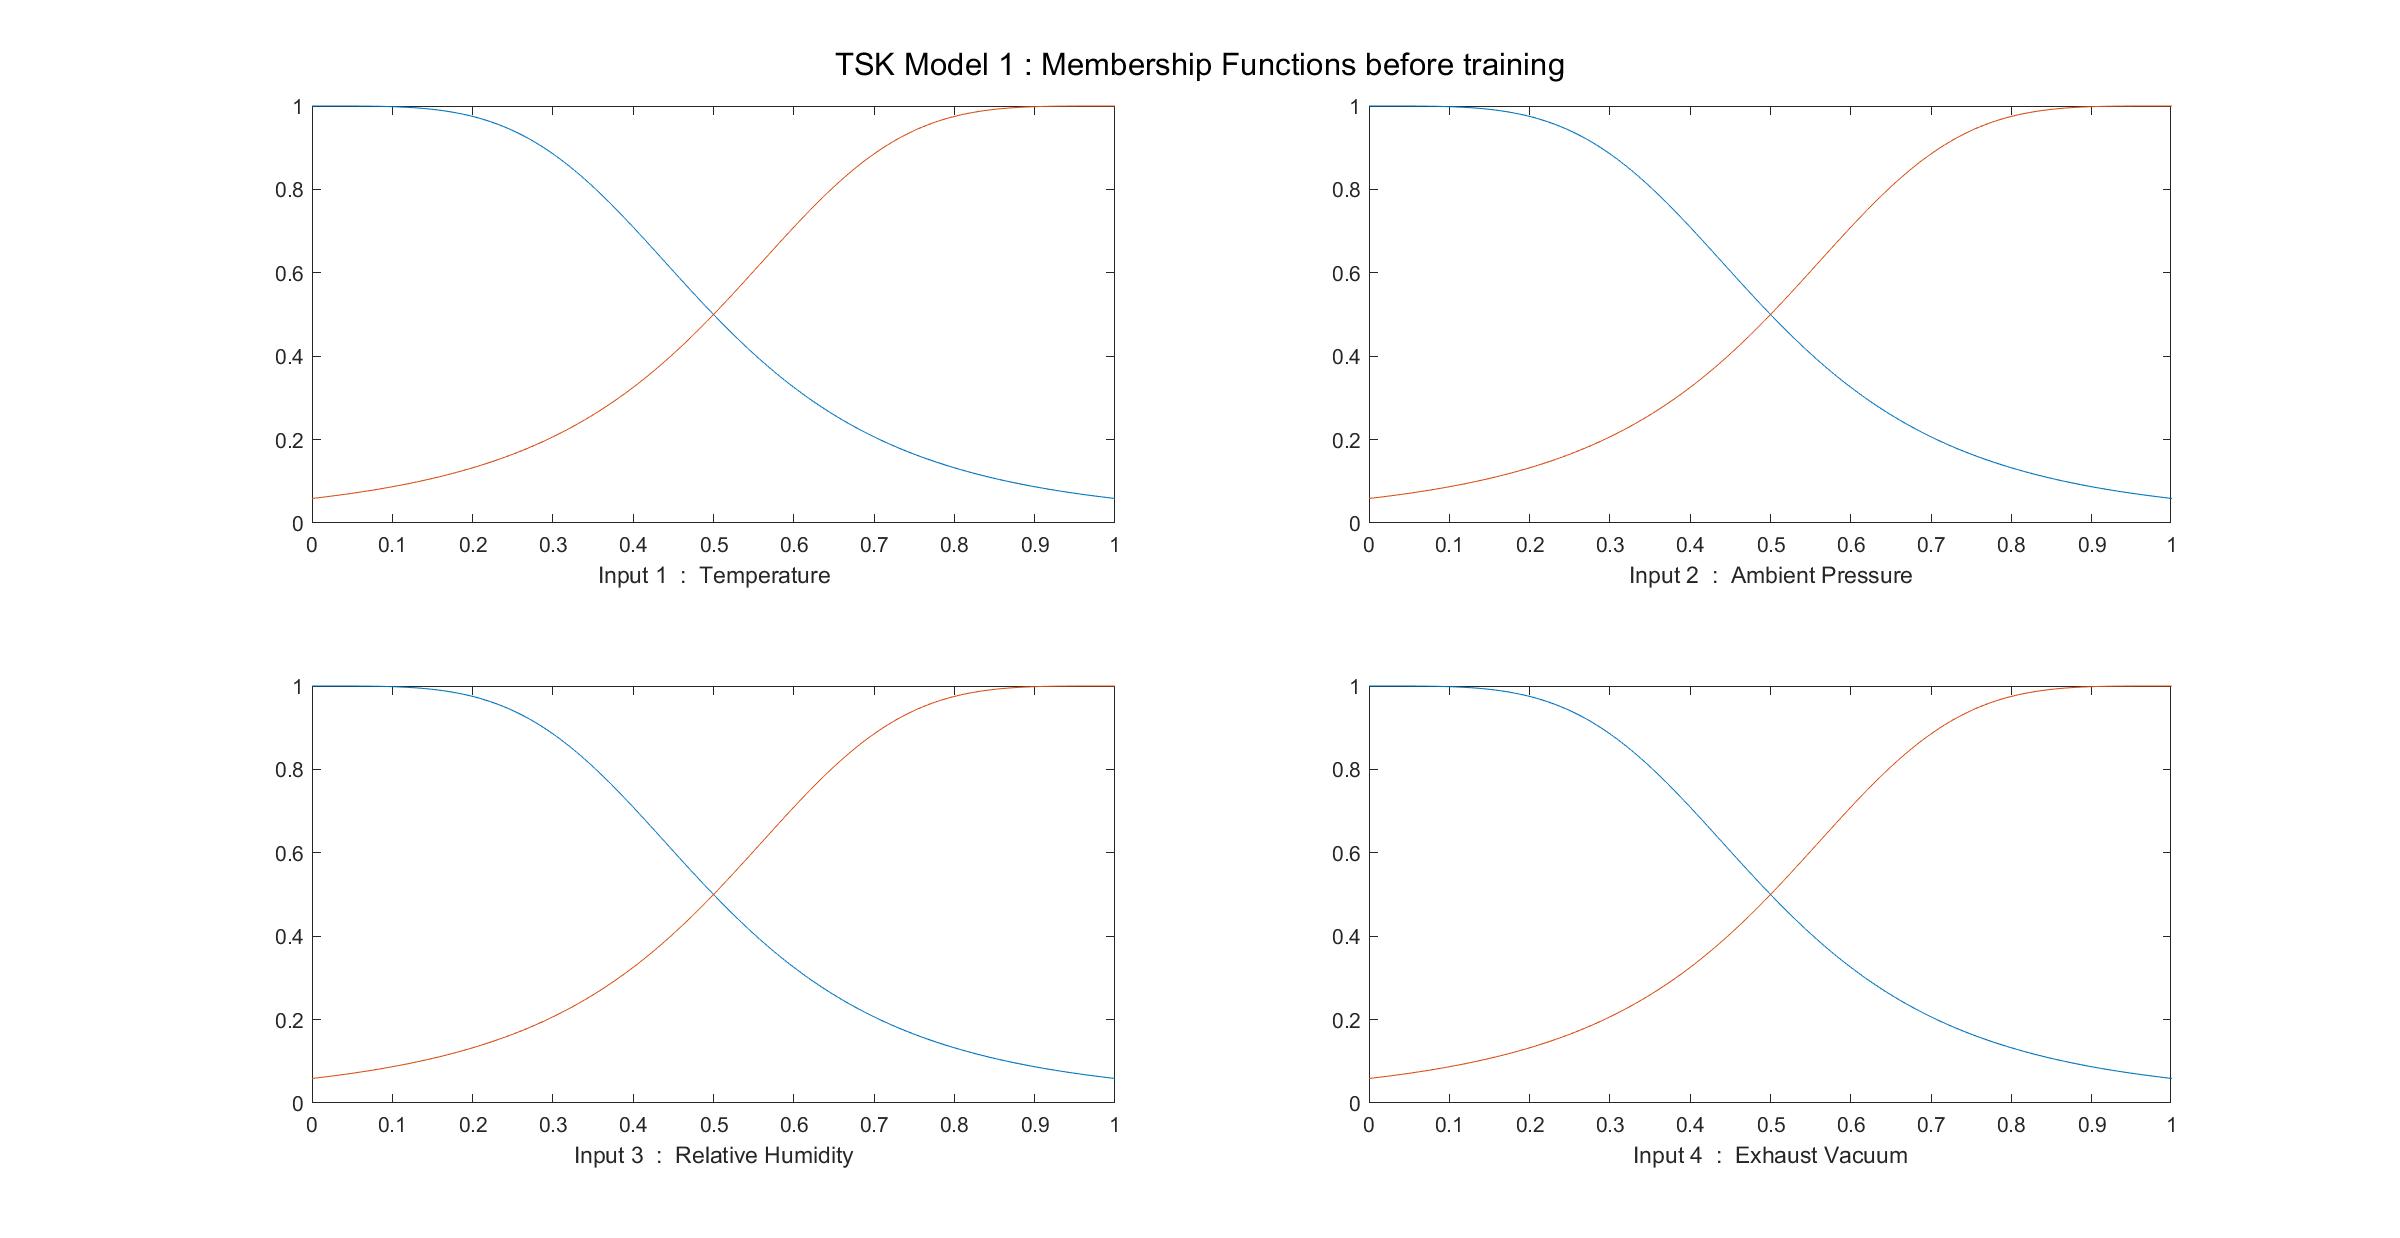 TSK Model 1 : Membership Functions before training
1
0.8
0.6
0.4
0.2
0
0 0.1 0.2 0.3 0.4 0.5 0.6 0.7 0.8 0.9 1
Input 1 : Temperature
1
0.8
0.6
0.4
0.2
0
0 0.1 0.2 0.3 0.4 0.5 0.6 0.7 0.8 0.9 1
Input 2 : Ambient Pressure
1
0.8
0.6
0.4
0.2
0
0 0.1 0.2 0.3 0.4 0.5 0.6 0.7 0.8 0.9 1
Input 3 : Relative Humidity
1
0.8
0.6
0.4
0.2
0
0 0.1 0.2 0.3 0.4 0.5 0.6 0.7 0.8 0.9 1
Input 4 : Exhaust Vacuum